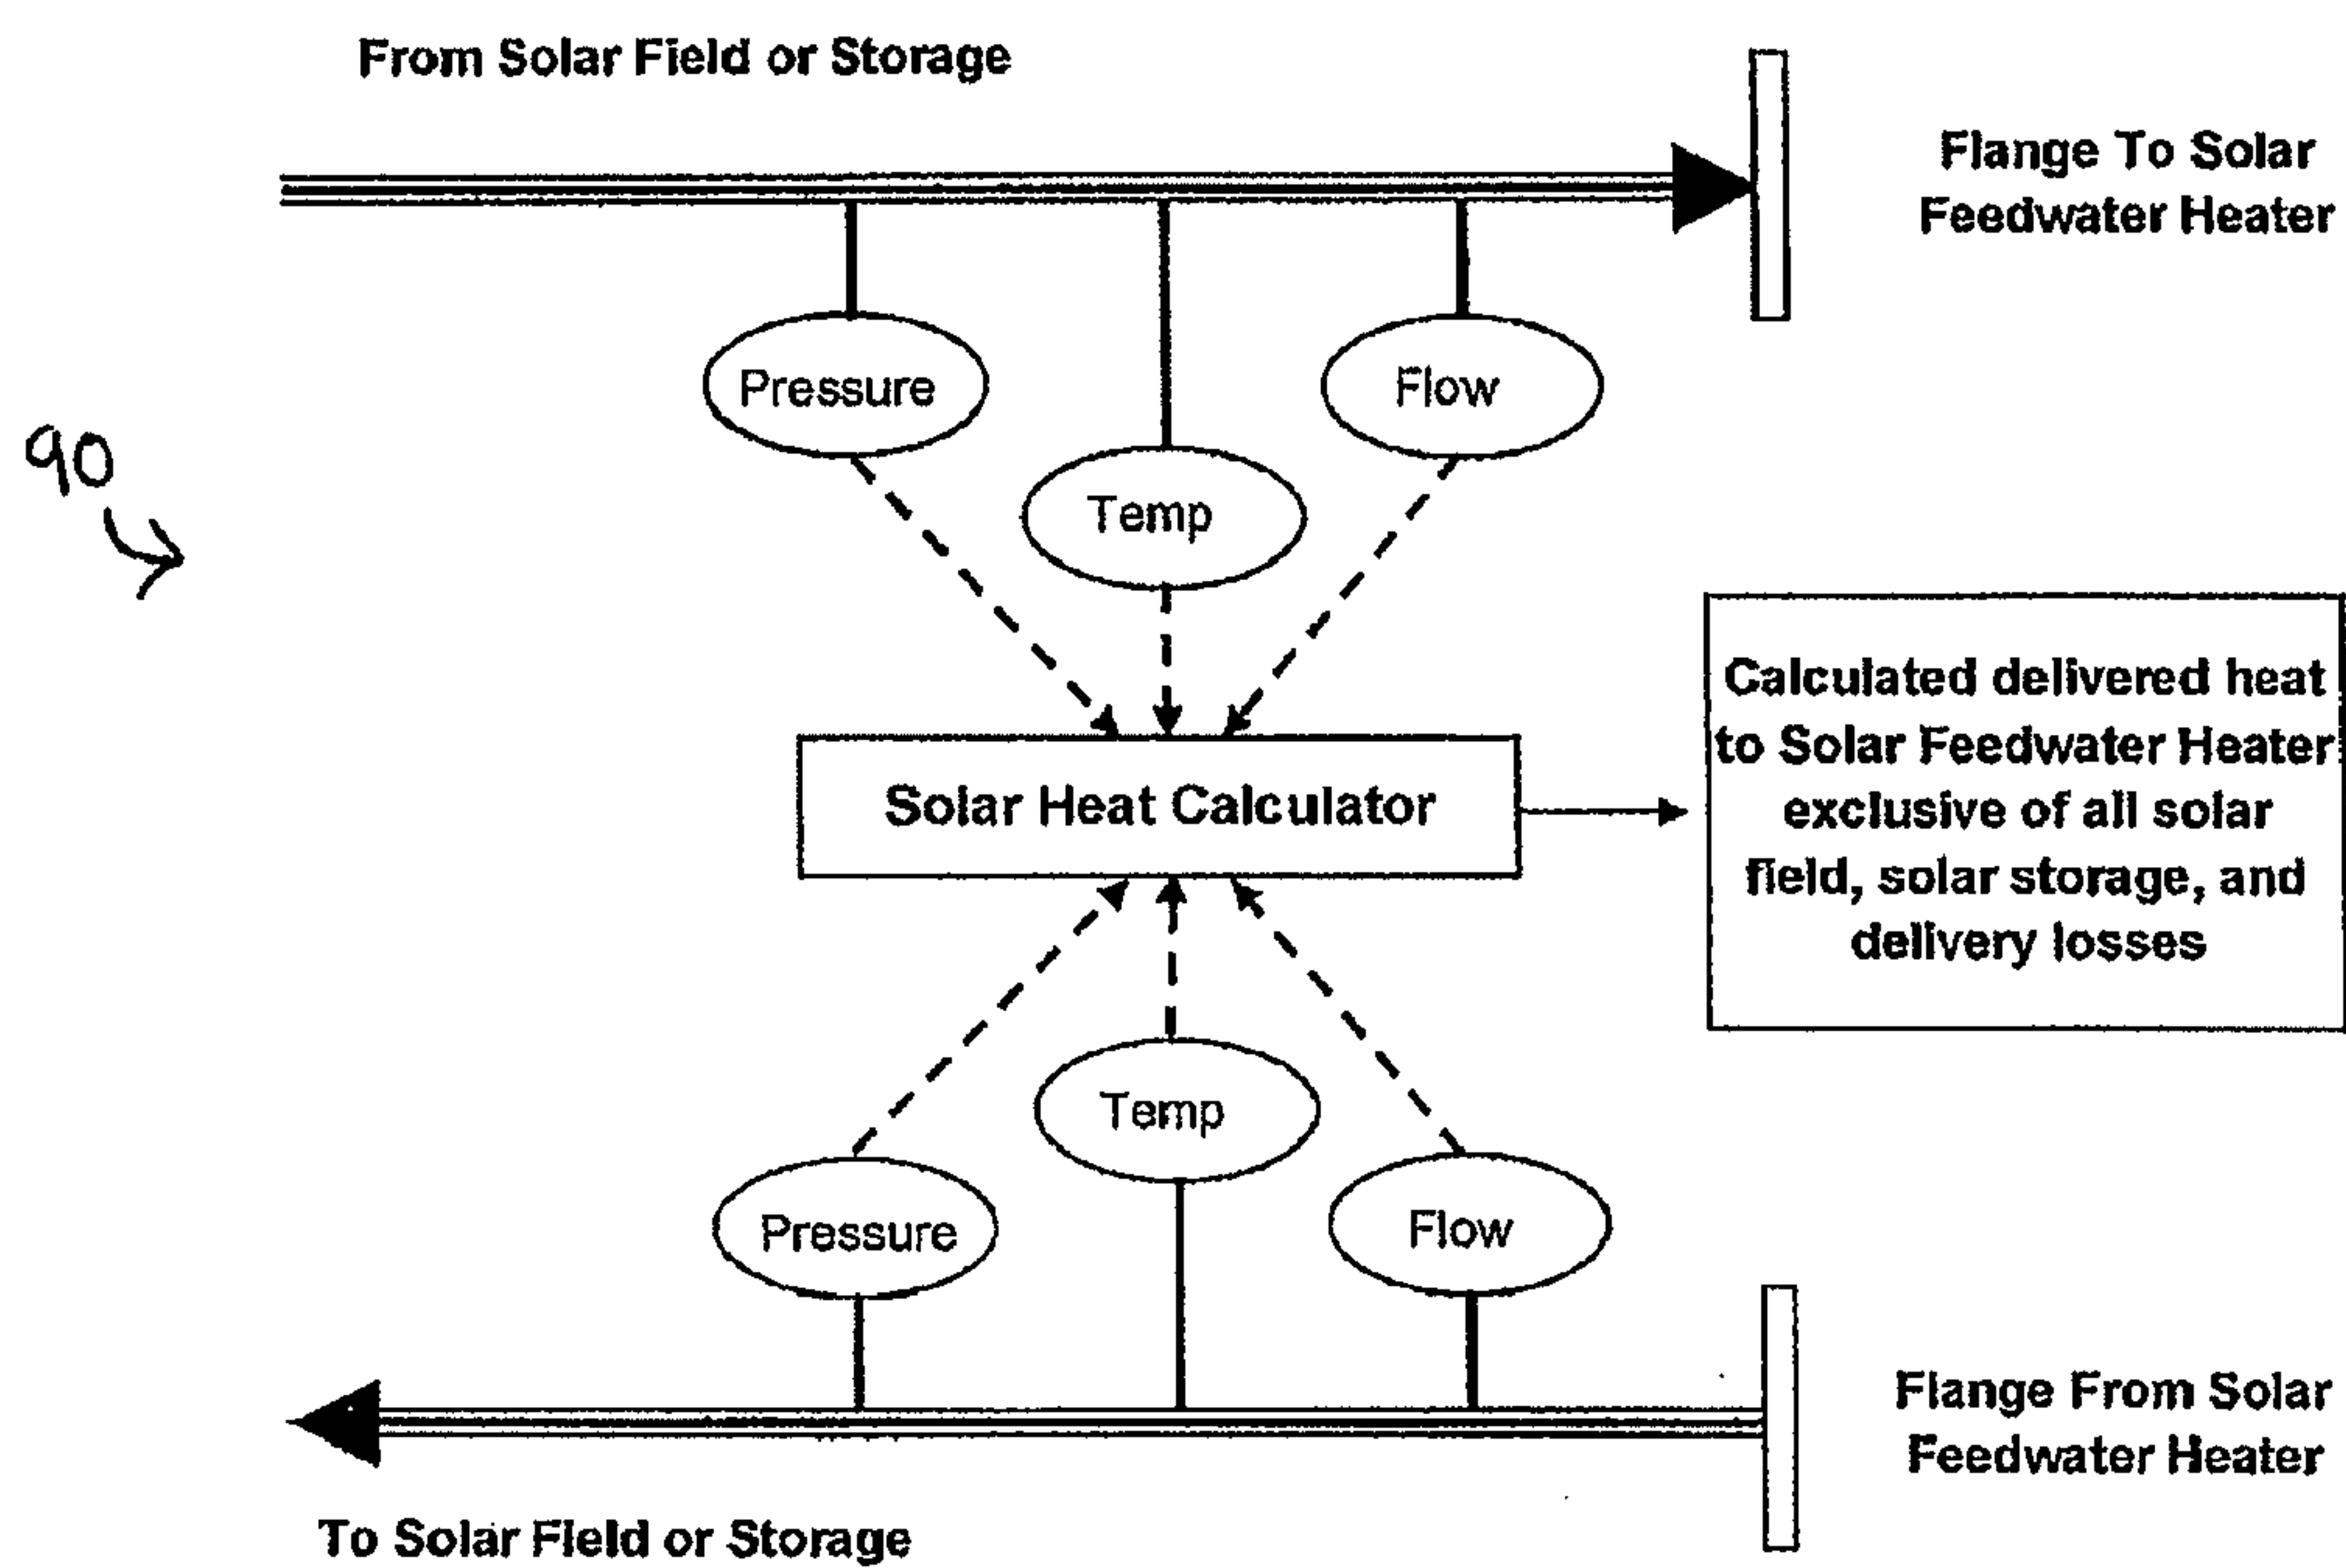 From Solar Field or Storage
Flange To Solar
Feedwater Heater
Pressure
Flow
Temp
90
Calculated delivered heat
to Solar Feedwater Heater
exclusive of all solar
field, solar storage, and
delivery losses
Solar Heat Calculator
Temp
Pressure
Flow
Flange From Solar
Feedwater Heater
To Solar Field or Storage